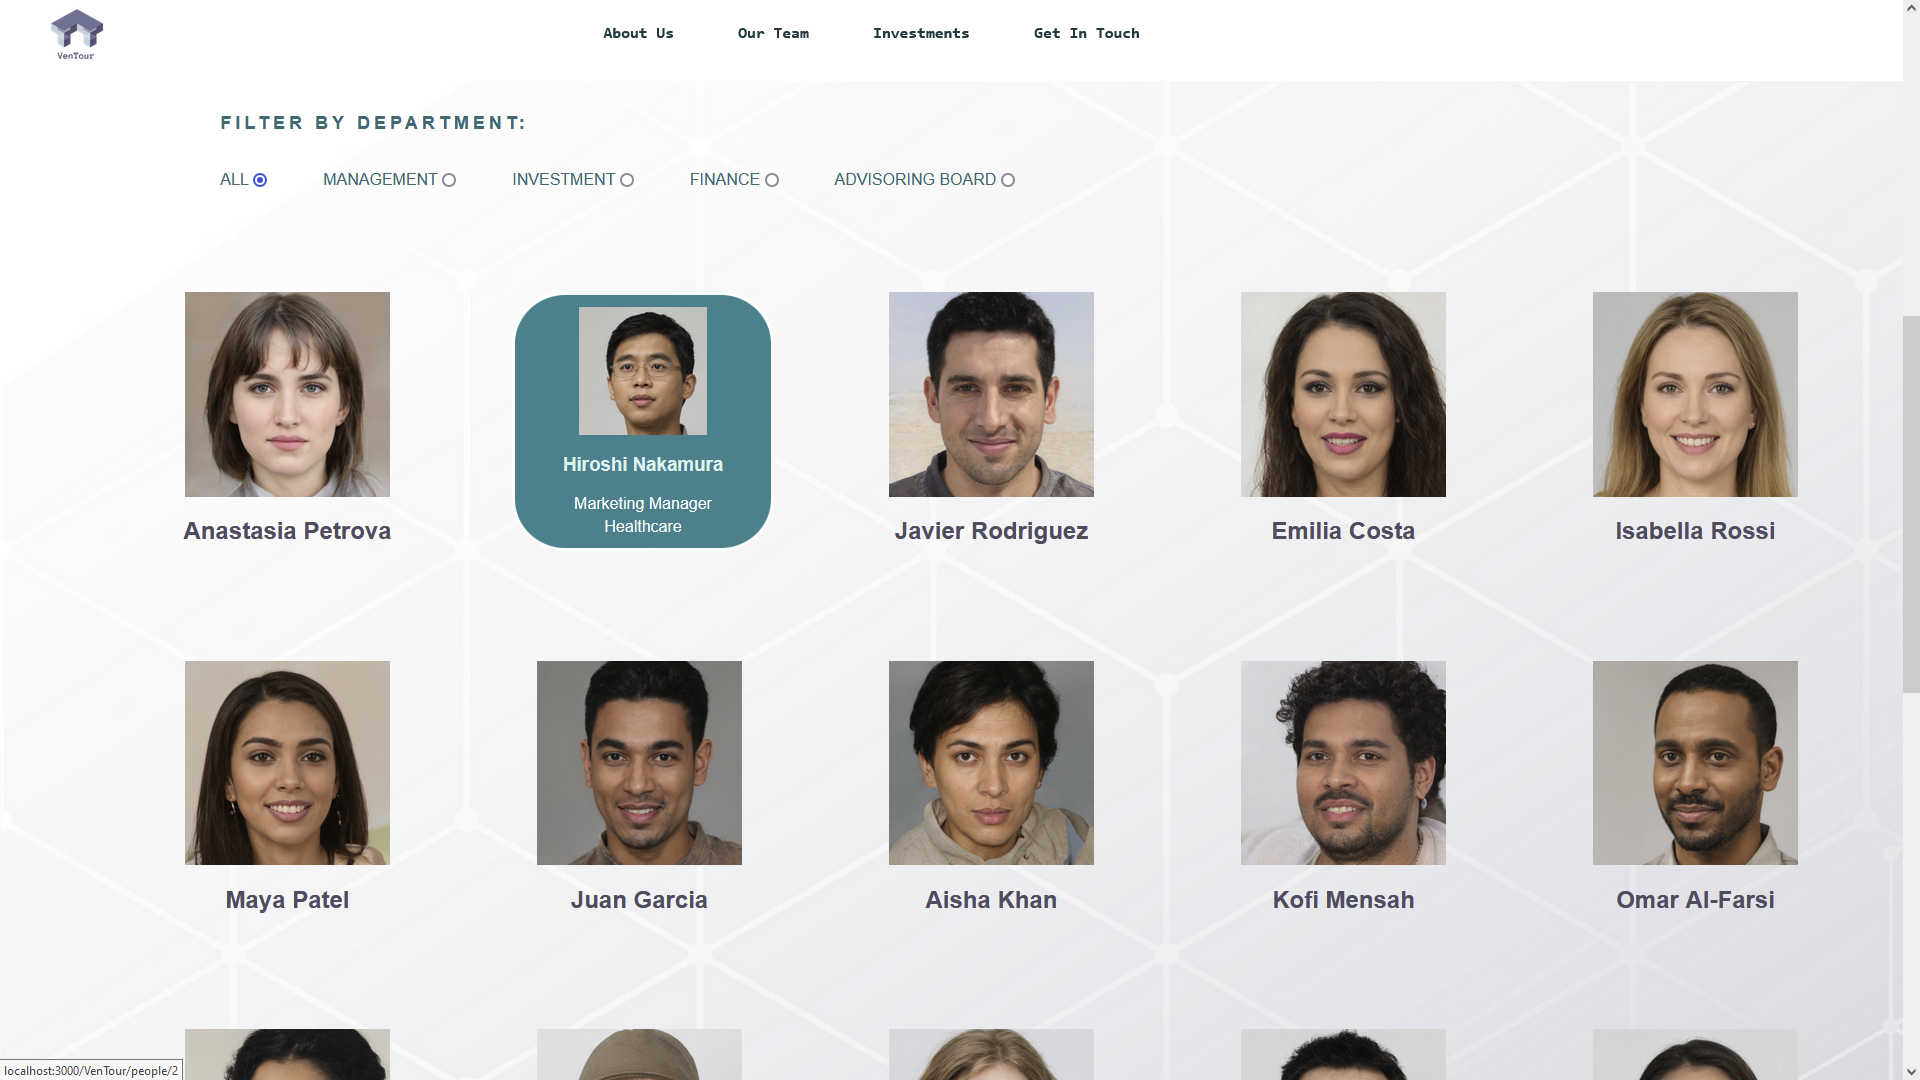 VenTour
About Us
Our Team
Investments
Get In Touch
FILTER BY DEPARTMENT:
ALL
MANAGEMENT
INVESTMENT
FINANCE
ADVISORING BOARD
Anastasia Petrova
Hiroshi Nakamura
Marketing Manager
Healthcare
Javier Rodriguez
Emilia Costa
Isabella Rossi
Maya Patel
Juan Garcia
Aisha Khan
Kofi Mensah
Omar Al-Farsi
localhost:3000/VenTour/people/2